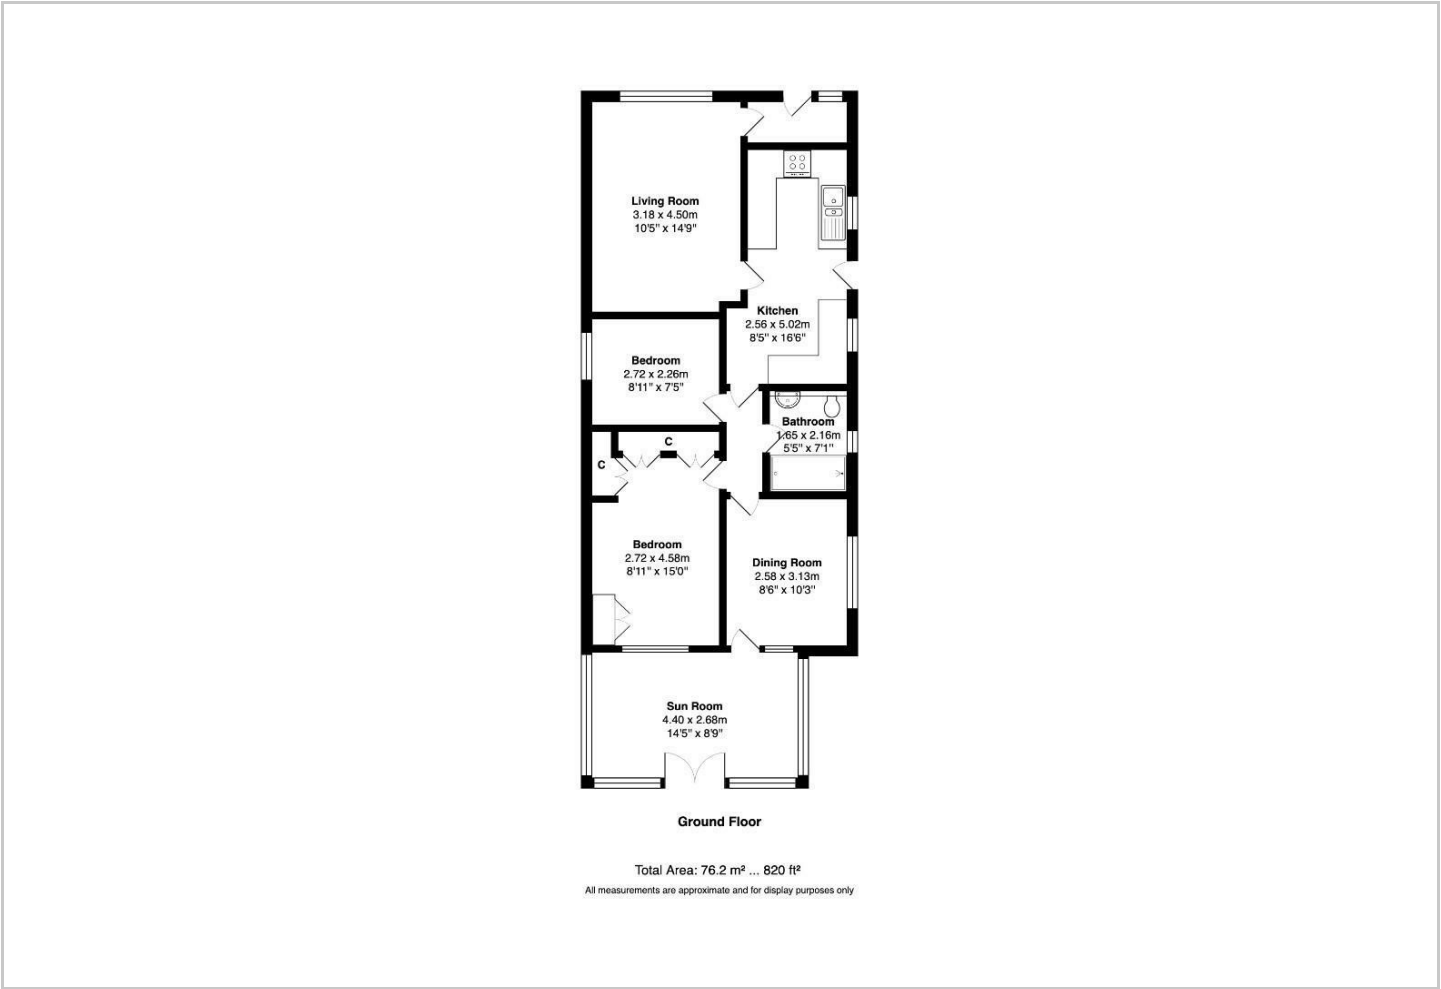 Living Room
3.18 x 4.50m
10'5" x 14'9"
Kitchen
2.56 x 5.02m
8'5" x 16'6"
Bedroom
2.72 x 2.26m
8'11" x 7'5"
Bathroom
1.65 x 2.16m
5'5" x 7'1"
C
C
Bedroom
2.72 x 4.58m
8'11" x 15'0"
Dining Room
2.58 x 3.13m
8'6" x 10'3"
Sun Room
4.40 x 2.68m
14'5" x 8'9"
Ground Floor
Total Area: 76.2 m² ... 820 ft²
All measurements are approximate and for display purposes only